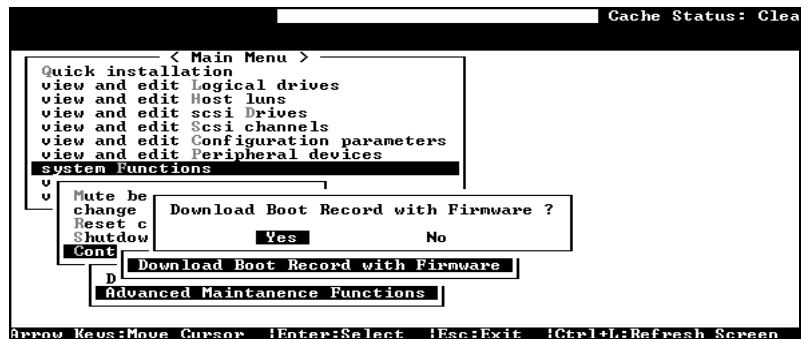 Cache Status: Clea
< Main Menu >
Quick installation
view and edit Logical drives
view and edit Host luns
view and edit scsi Drives
view and edit Scsi channels
view and edit Configuration parameters
view and edit Peripheral devices
system Functions
v
v
Mute be
change
Reset c
Shutdow
Cont
Download Boot Record with Firmware ?
Yes No
D
Download Boot Record with Firmware
Advanced Maintanence Functions
Arrow Keys:Move Cursor |Enter:Select |Esc:Exit |Ctrl+L:Refresh Screen